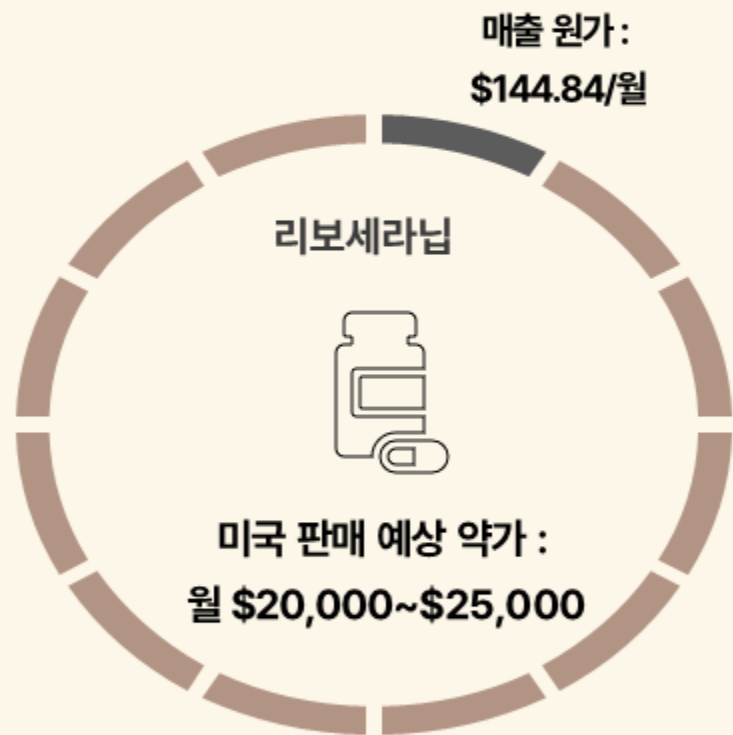 매출 원가 :
$144.84/월
리보세라닙
미국 판매 예상 약가 :
월 $20,000~$25,000